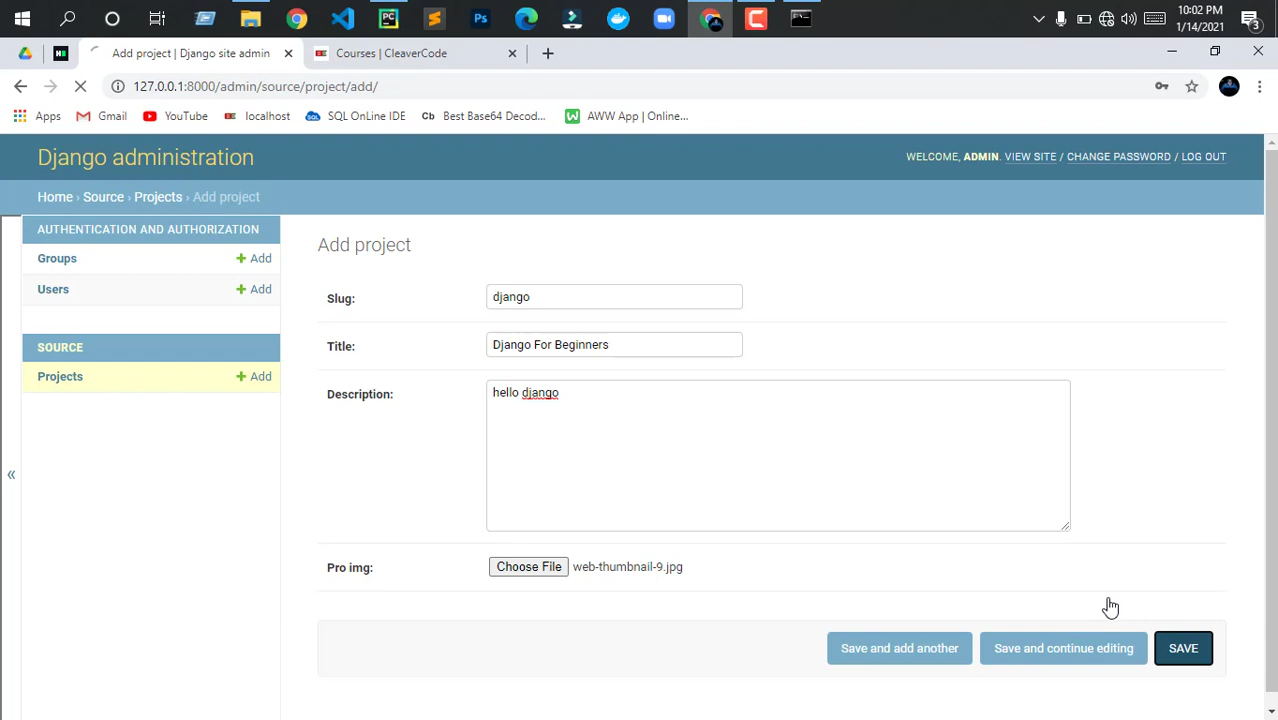 10:02 PM
1/14/2021
3
Add project | Django site admin
Courses | CleaverCode
127.0.0.1:8000/admin/source/project/add/
Apps
Gmail
YouTube
localhost
SQL OnLine IDE
Cb Best Base64 Decod...
AWW App | Online...
Django administration
WELCOME, ADMIN. VIEW SITE / CHANGE PASSWORD / LOG OUT
Home › Source › Projects › Add project
AUTHENTICATION AND AUTHORIZATION
Groups
Add
Users
Add
SOURCE
Projects
Add
Add project
Slug:
django
Title:
Django For Beginners
Description:
hello django
Pro img:
Choose File web-thumbnail-9.jpg
Save and add another
Save and continue editing
SAVE